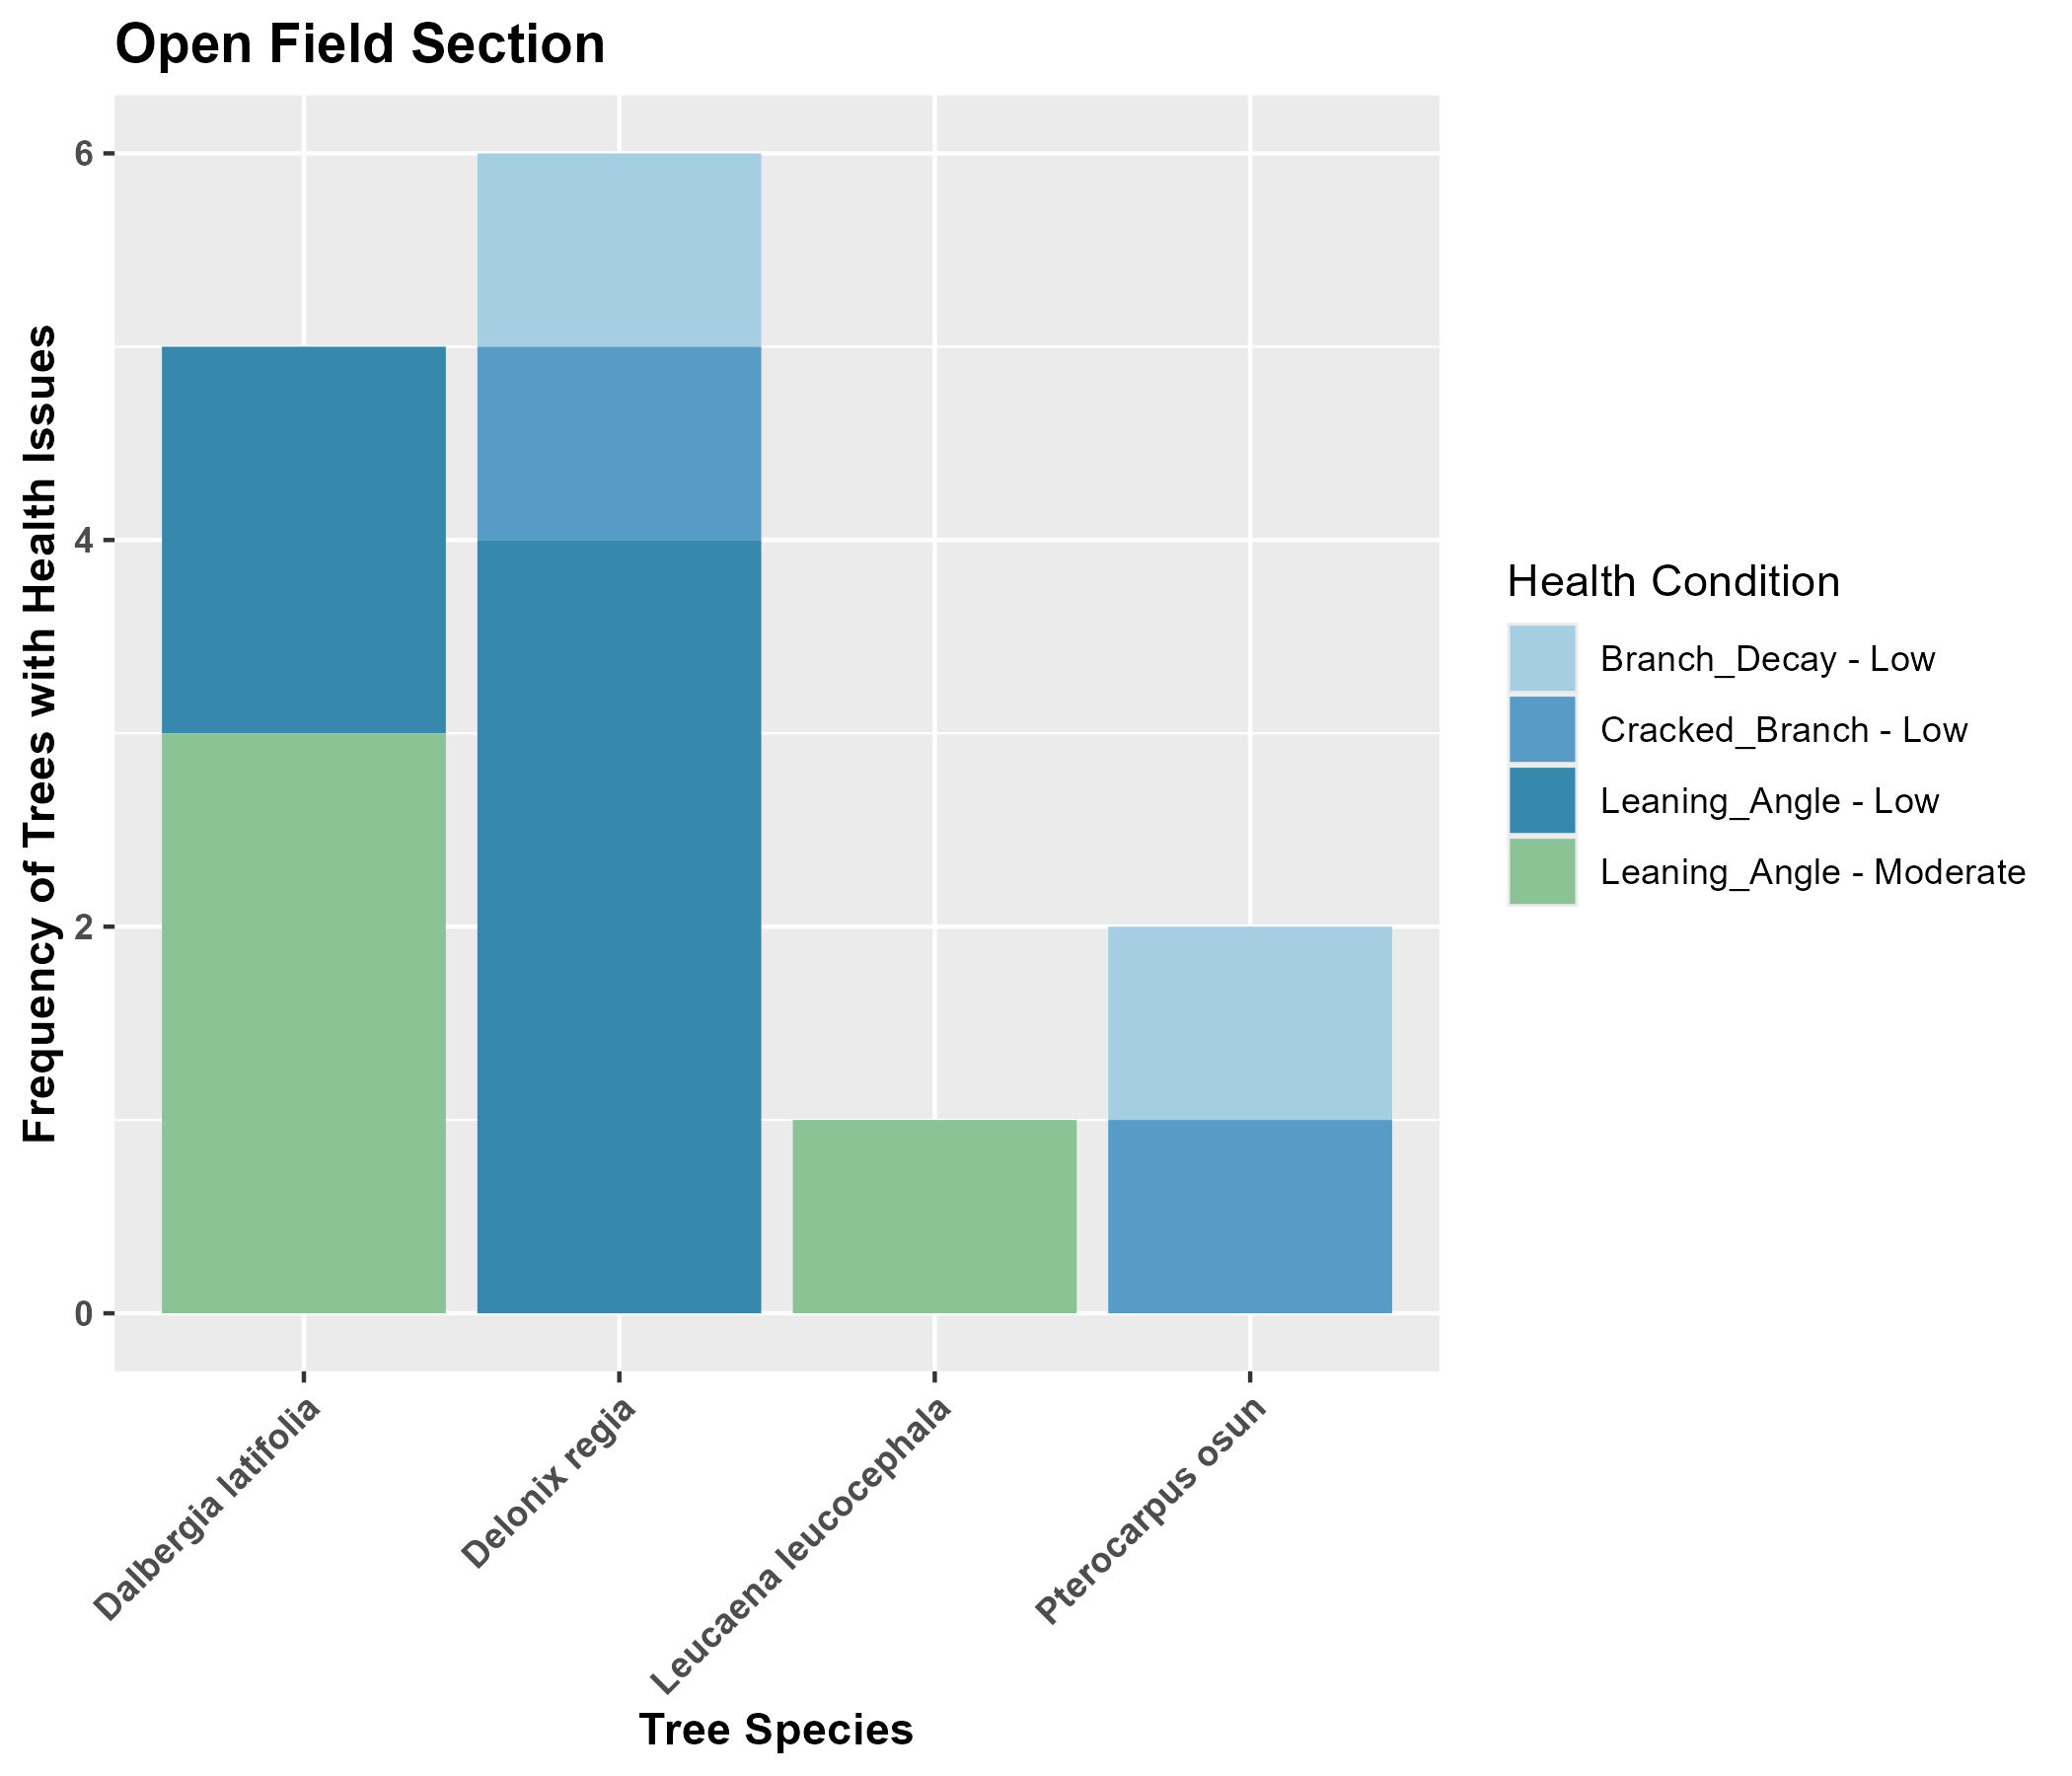 Open Field Section
Frequency of Trees with Health Issues
6
4
2
0
Dalbergia latifolia
Delonix regia
Leucaena leucocephala
Pterocarpus osun
Tree Species
Health Condition
Branch_Decay - Low
Cracked_Branch - Low
Leaning_Angle - Low
Leaning_Angle - Moderate